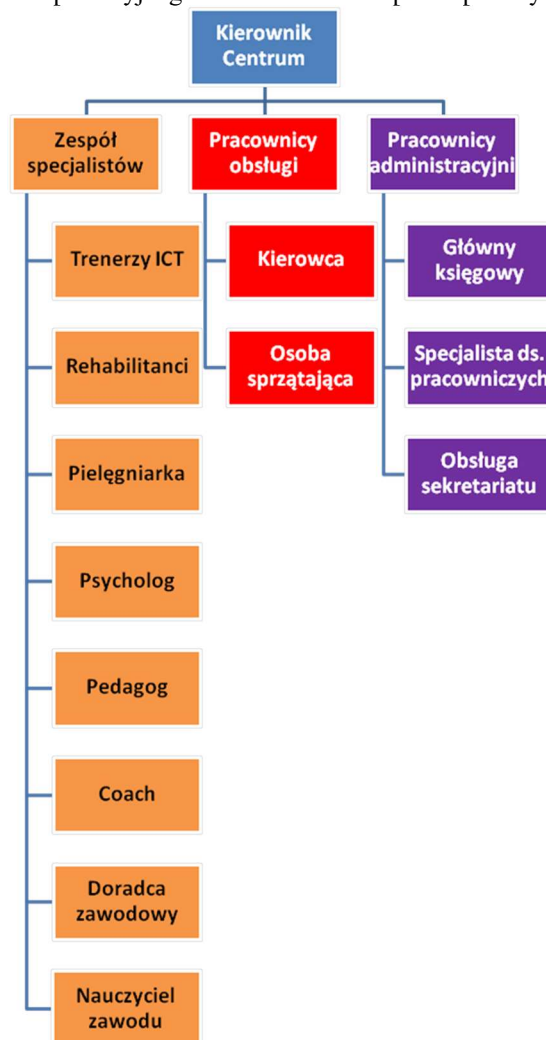 Kierownik
Centrum
Zespół
specjalistów
Trenerzy ICT
Rehabilitanci
Pielęgniarka
Psycholog
Pedagog
Coach
Doradca
zawodowy
Nauczyciel
zawodu
Pracownicy
obsługi
Kierowca
Osoba
sprzątająca
Pracownicy
administracyjni
Główny
księgowy
Specjalista ds.
pracowniczych
Obsługa
sekretariatu